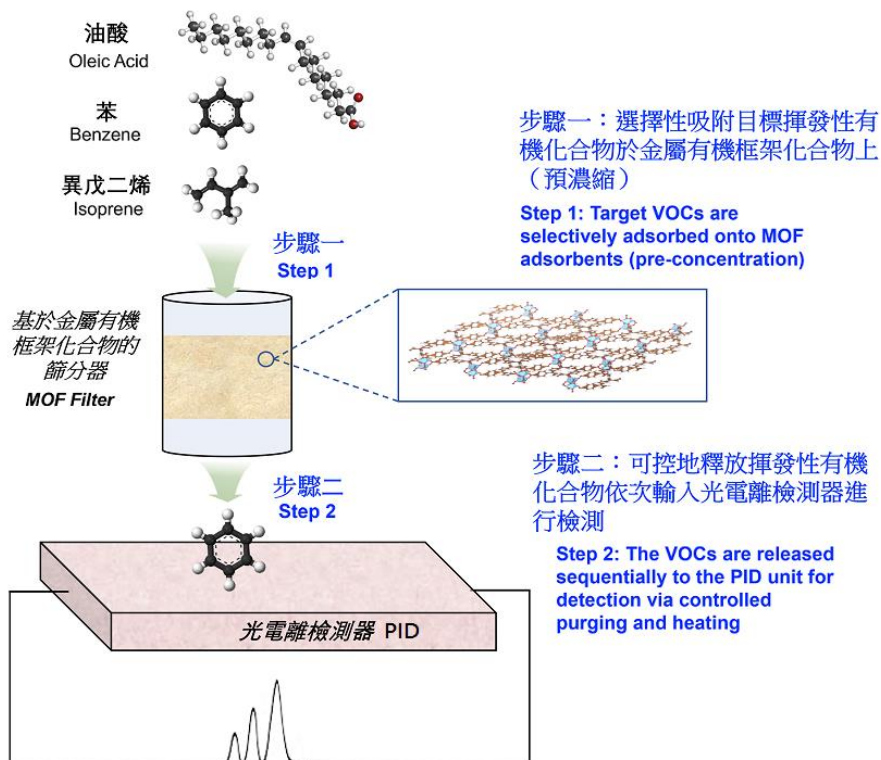 油酸
Oleic Acid
苯
Benzene
異戊二烯
Isoprene
步驟一
Step 1
步驟一：選擇性吸附目標揮發性有
機化合物於金屬有機框架化合物上
（預濃縮）
Step 1: Target VOCs are
selectively adsorbed onto MOF
adsorbents (pre-concentration)
基於金屬有機
框架化合物的
篩分器
MOF Filter
步驟二
Step 2
步驟二：可控地釋放揮發性有機
化合物依次輸入光電離檢測器進
行檢測
Step 2: The VOCs are released
sequentially to the PID unit for
detection via controlled
purging and heating
光電離檢測器 PID